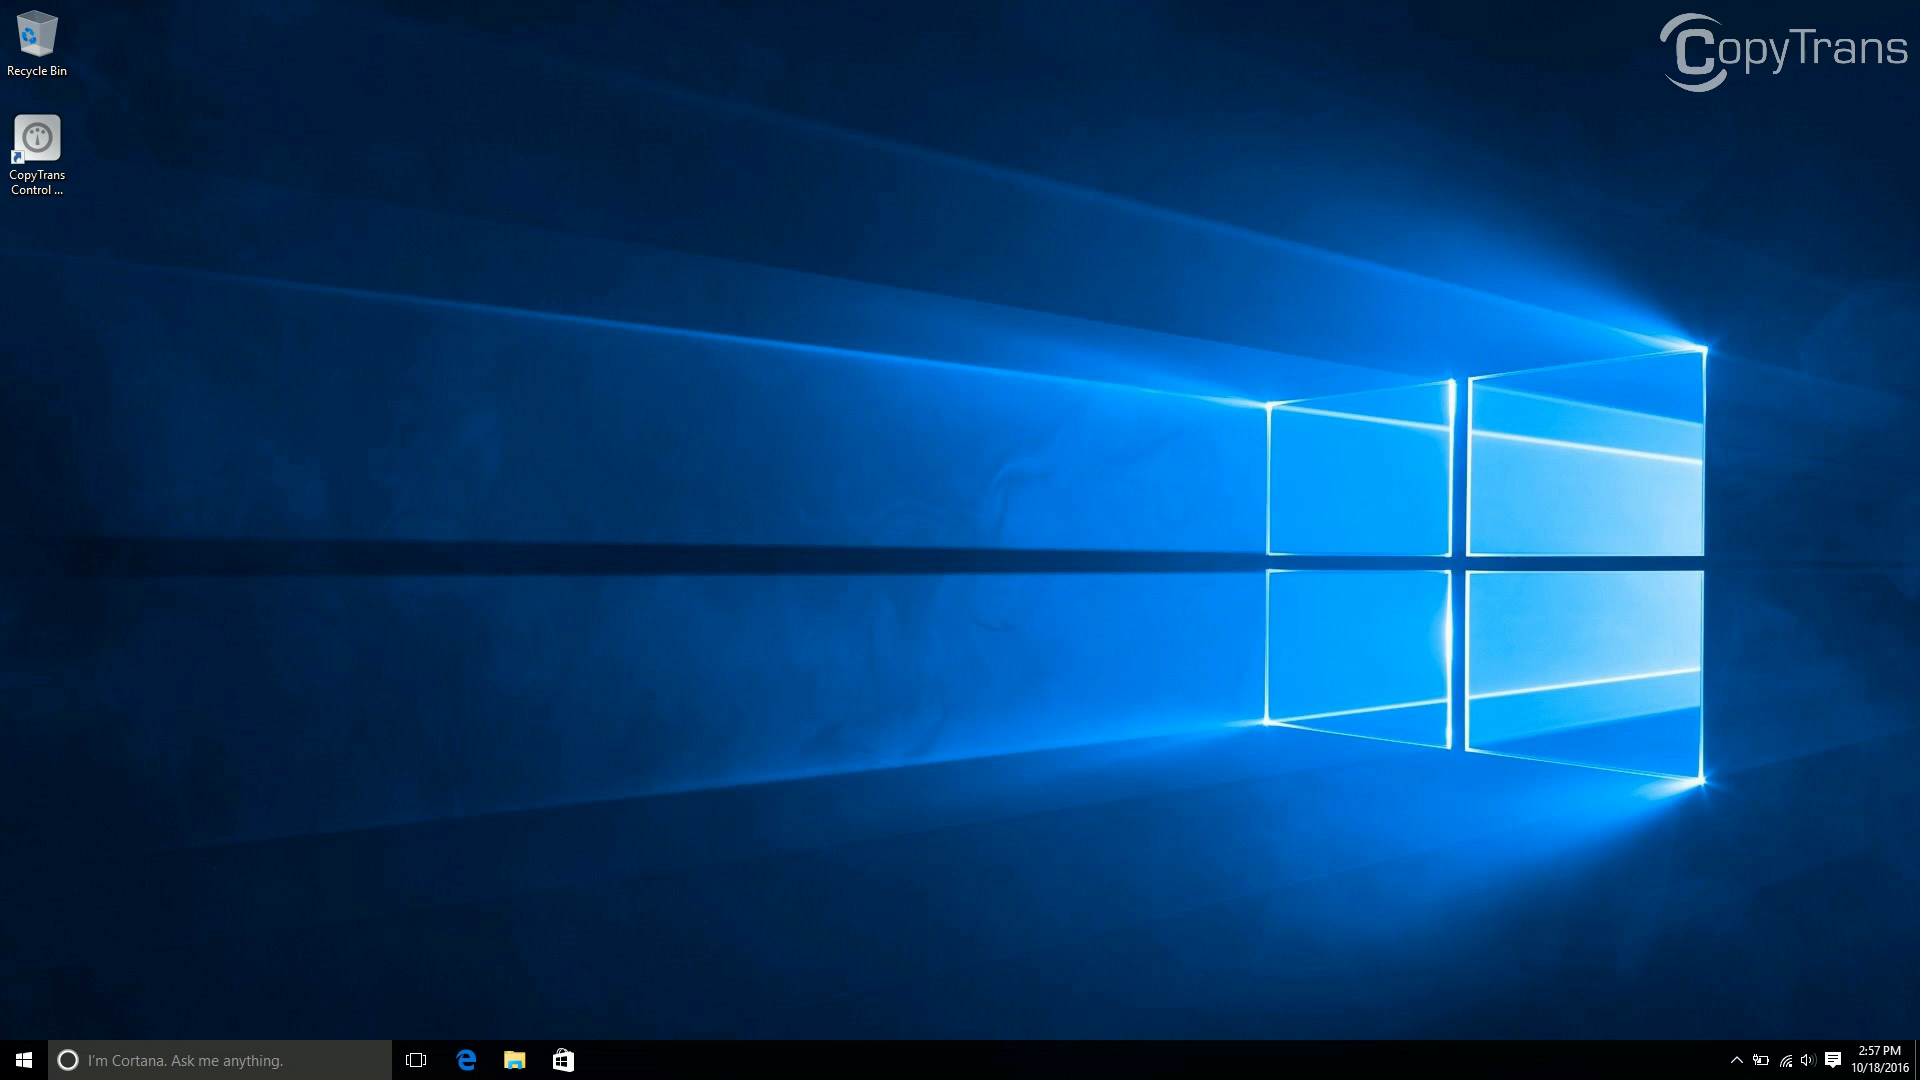 Recycle Bin
CopyTrans
CopyTrans
Control ...
I'm Cortana. Ask me anything.
2:57 PM
10/18/2016